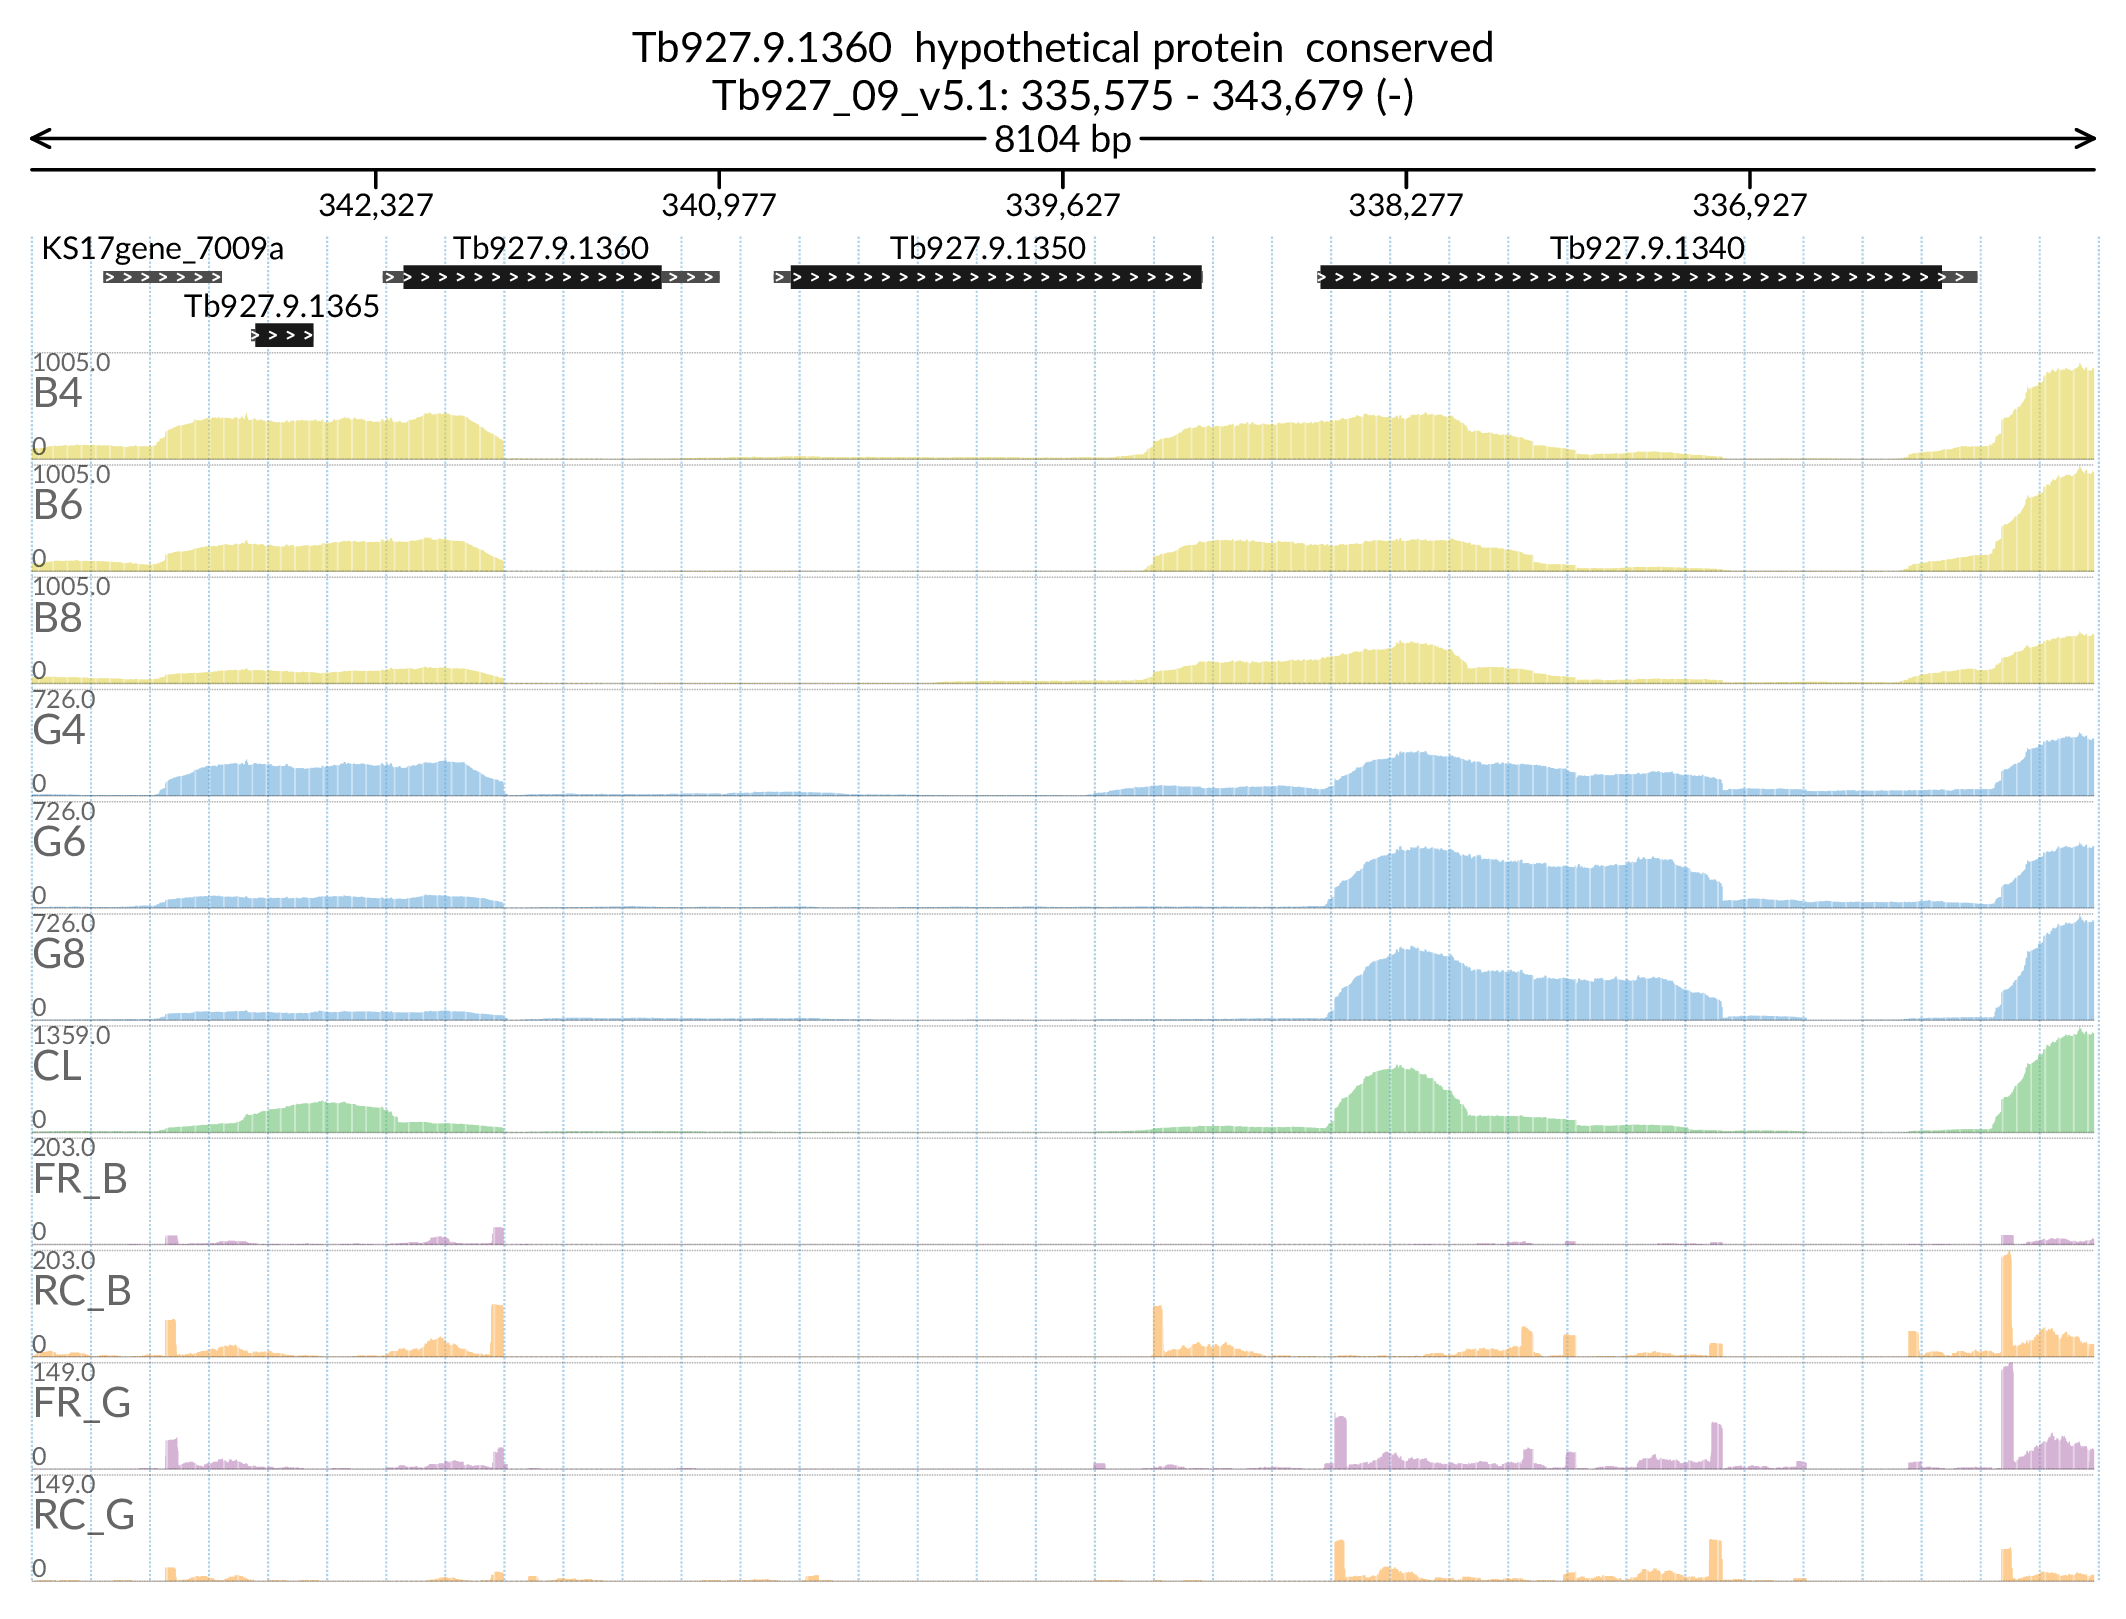 Tb927.9.1360  hypothetical protein  conserved
Tb927_09_v5.1: 335,575 - 343,679 (-)
8104 bp
342,327 340,977 339,627 338,277 336,927
KS17gene_7009a Tb927.9.1360 Tb927.9.1350 Tb927.9.1340
Tb927.9.1365
1005.0
B4
0
1005.0
B6
0
1005.0
B8
0
726.0
G4
0
726.0
G6
0
726.0
G8
0
1359.0
CL
0
203.0
FR_B
0
203.0
RC_B
0
149.0
FR_G
0
149.0
RC_G
0